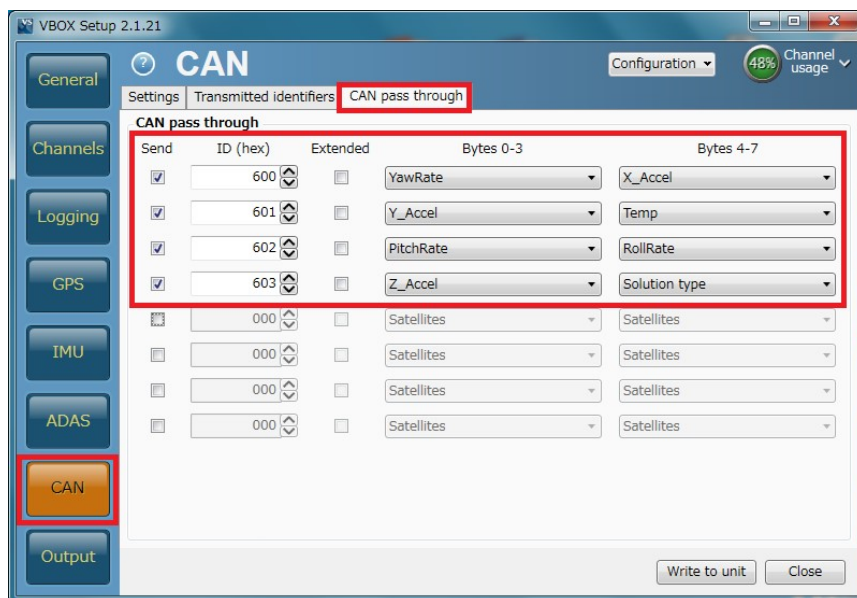 VBOX Setup 2.1.21
General
Channels
Logging
GPS
IMU
ADAS
CAN
Output
? CAN
Configuration
48% Channel usage
Settings Transmitted identifiers CAN pass through
CAN pass through
Send ID (hex) Extended Bytes 0-3 Bytes 4-7
600 YawRate X_Accel
601 Y_Accel Temp
602 PitchRate RollRate
603 Z_Accel Solution type
000 Satellites Satellites
000 Satellites Satellites
000 Satellites Satellites
000 Satellites Satellites
Write to unit Close